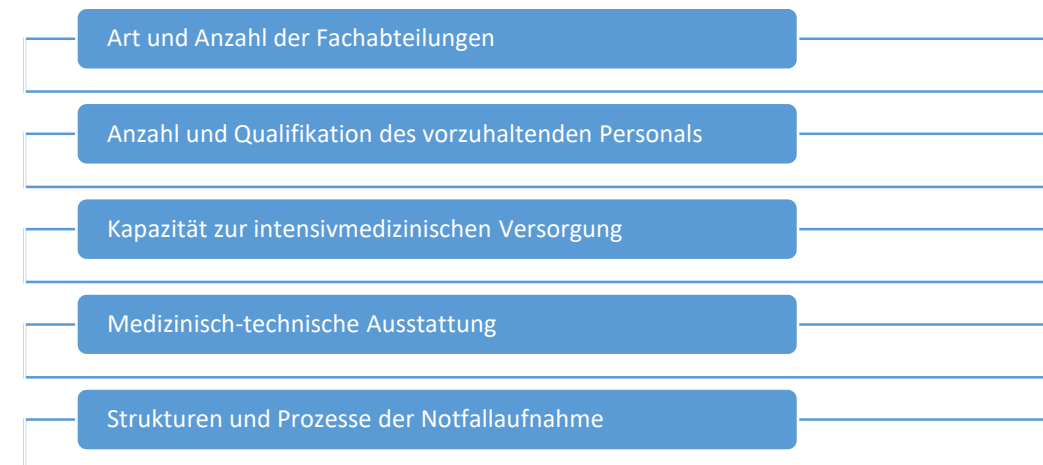 Art und Anzahl der Fachabteilungen
Anzahl und Qualifikation des vorzuhaltenden Personals
Kapazität zur intensivmedizinischen Versorgung
Medizinisch-technische Ausstattung
Strukturen und Prozesse der Notfallaufnahme